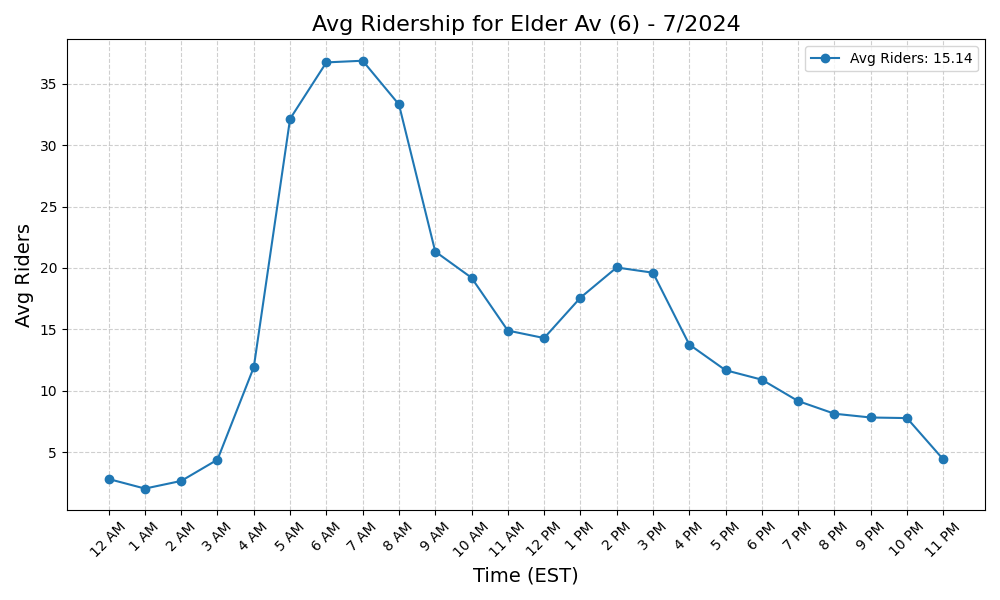 Avg Ridership for Elder Av (6) - 7/2024
Avg Riders: 15.14
Avg Riders
35
30
25
20
15
10
5
12 AM
1 AM
2 AM
3 AM
4 AM
5 AM
6 AM
7 AM
8 AM
9 AM
10 AM
11 AM
12 PM
1 PM
2 PM
3 PM
4 PM
5 PM
6 PM
7 PM
8 PM
9 PM
10 PM
11 PM
Time (EST)